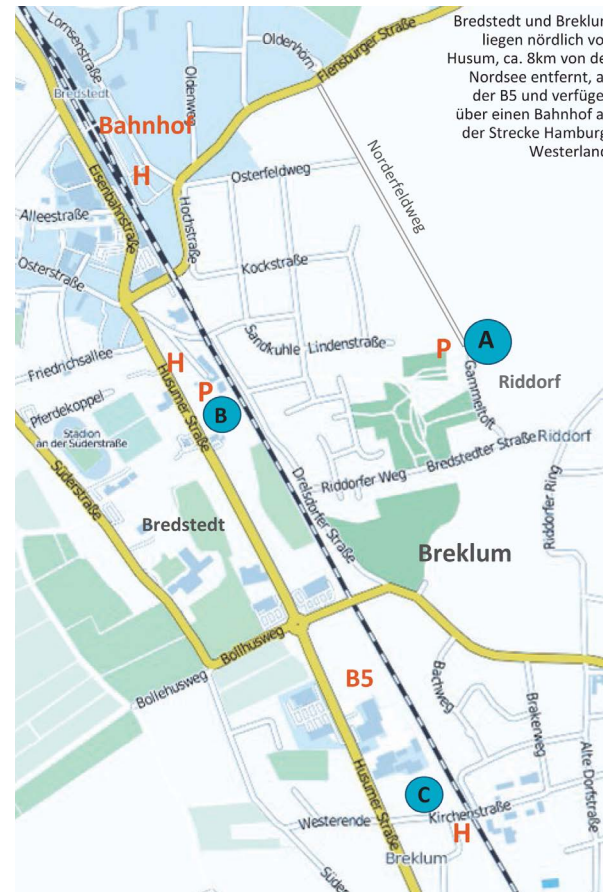 Bredstedt und Breklum
liegen nördlich vo
Husum, ca. 8km von de
Nordsee entfernt, a
der B5 und verfüge
über einen Bahnhof a
der Strecke Hamburg
Westerland
Lornsenstraße
Oldenhörn
Flensburger Straße
Bredstedt
Oldenweg
Bahnhof
H
Osterfeldweg
Norderfeldweg
Eisenbahnstraße
Hochstraße
Alleestraße
Osterstraße
Kockstraße
Sandkuhle
Lindenstraße
P
A
Friedrichsallee
H
Husumer Straße
P
B
Gammeltoft
Riddorf
Pferdekoppel
Stadion
an der Süderstraße
Bredstedter Straße
Riddorf
Riddorfer Weg
Süderstraße
Drelsdorfer Straße
Riddorfer Ring
Bredstedt
Breklum
Bollhusweg
Bollehusweg
B5
Bachweg
Brakerweg
Alte Dorfstraße
Husumer Straße
C
Westerende
Kirchenstraße
H
Breklum
Süder